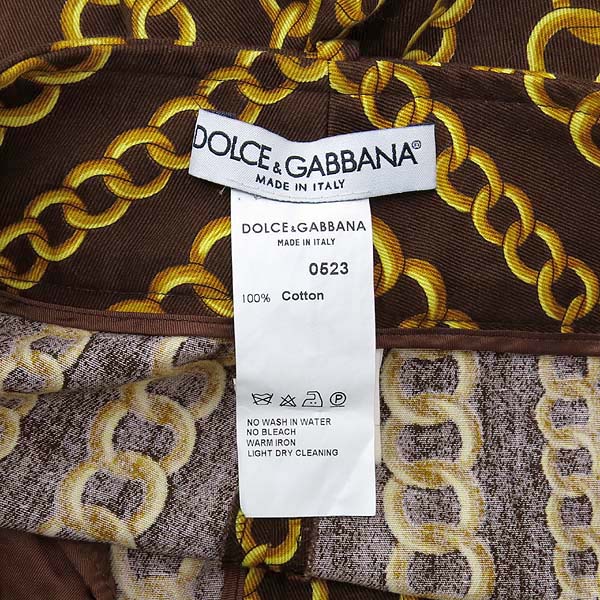 DOLCE & GABBANA®
MADE IN ITALY
DOLCE & GABBANA
MADE IN ITALY
0523
100% Cotton
P
NO WASH IN WATER
NO BLEACH
WARM IRON
LIGHT DRY CLEANING